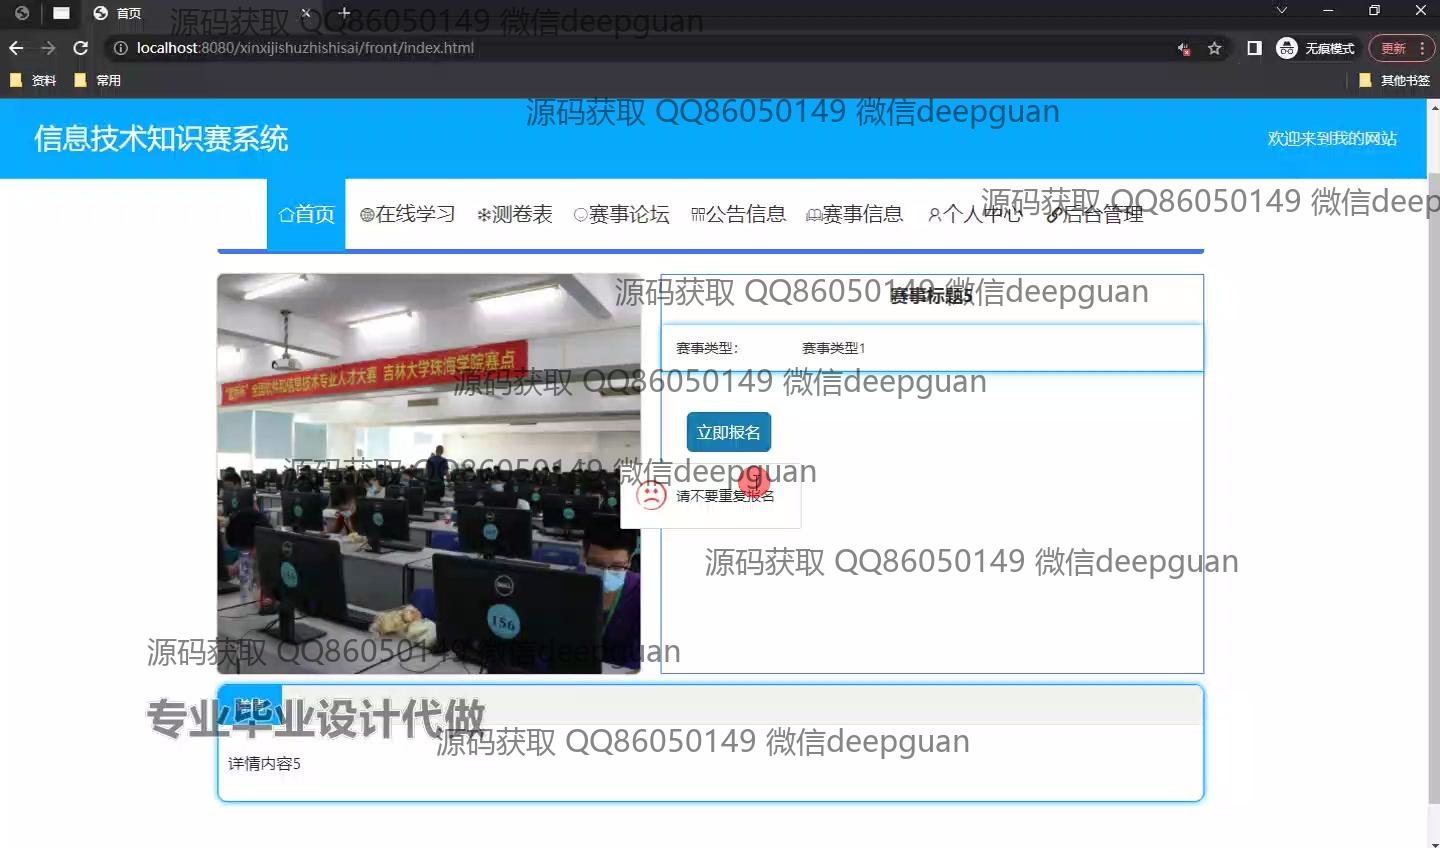 首页
localhost:8080/xinxijishuzhishisai/front/index.html
无痕模式
更新
资料
常用
其他书签
源码获取 QQ86050149 微信deepguan
源码获取 QQ86050149 微信deepguan
信息技术知识赛系统
欢迎来到我的网站
源码获取 QQ86050149 微信deep
首页 在线学习 测卷表 赛事论坛 公告信息 赛事信息 个人中心 后台管理
源码获取 QQ86050149 微信deepguan
赛事标题5
赛事类型: 赛事类型1
全国软件和信息技术专业人才大赛 吉林大学珠海学院赛点
源码获取 QQ86050149 微信deepguan
立即报名
源码获取 QQ86050149 微信deepguan
请不要重复报名
源码获取 QQ86050149 微信deepguan
DELL
156
源码获取 QQ86050149 微信deepguan
专业毕业设计代做
源码获取 QQ86050149 微信deepguan
详情内容5